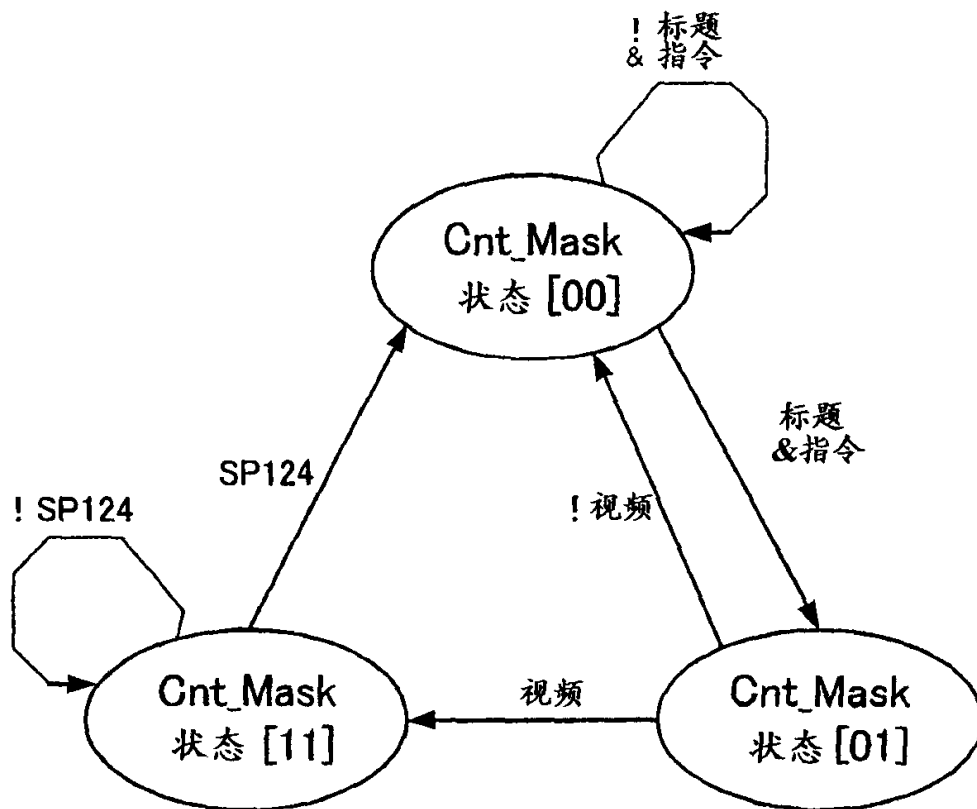 ! 标题
& 指令
Cnt_Mask
状态 [00]
标题
&指令
SP124
! 视频
! SP124
Cnt_Mask
状态 [11]
视频
Cnt_Mask
状态 [01]